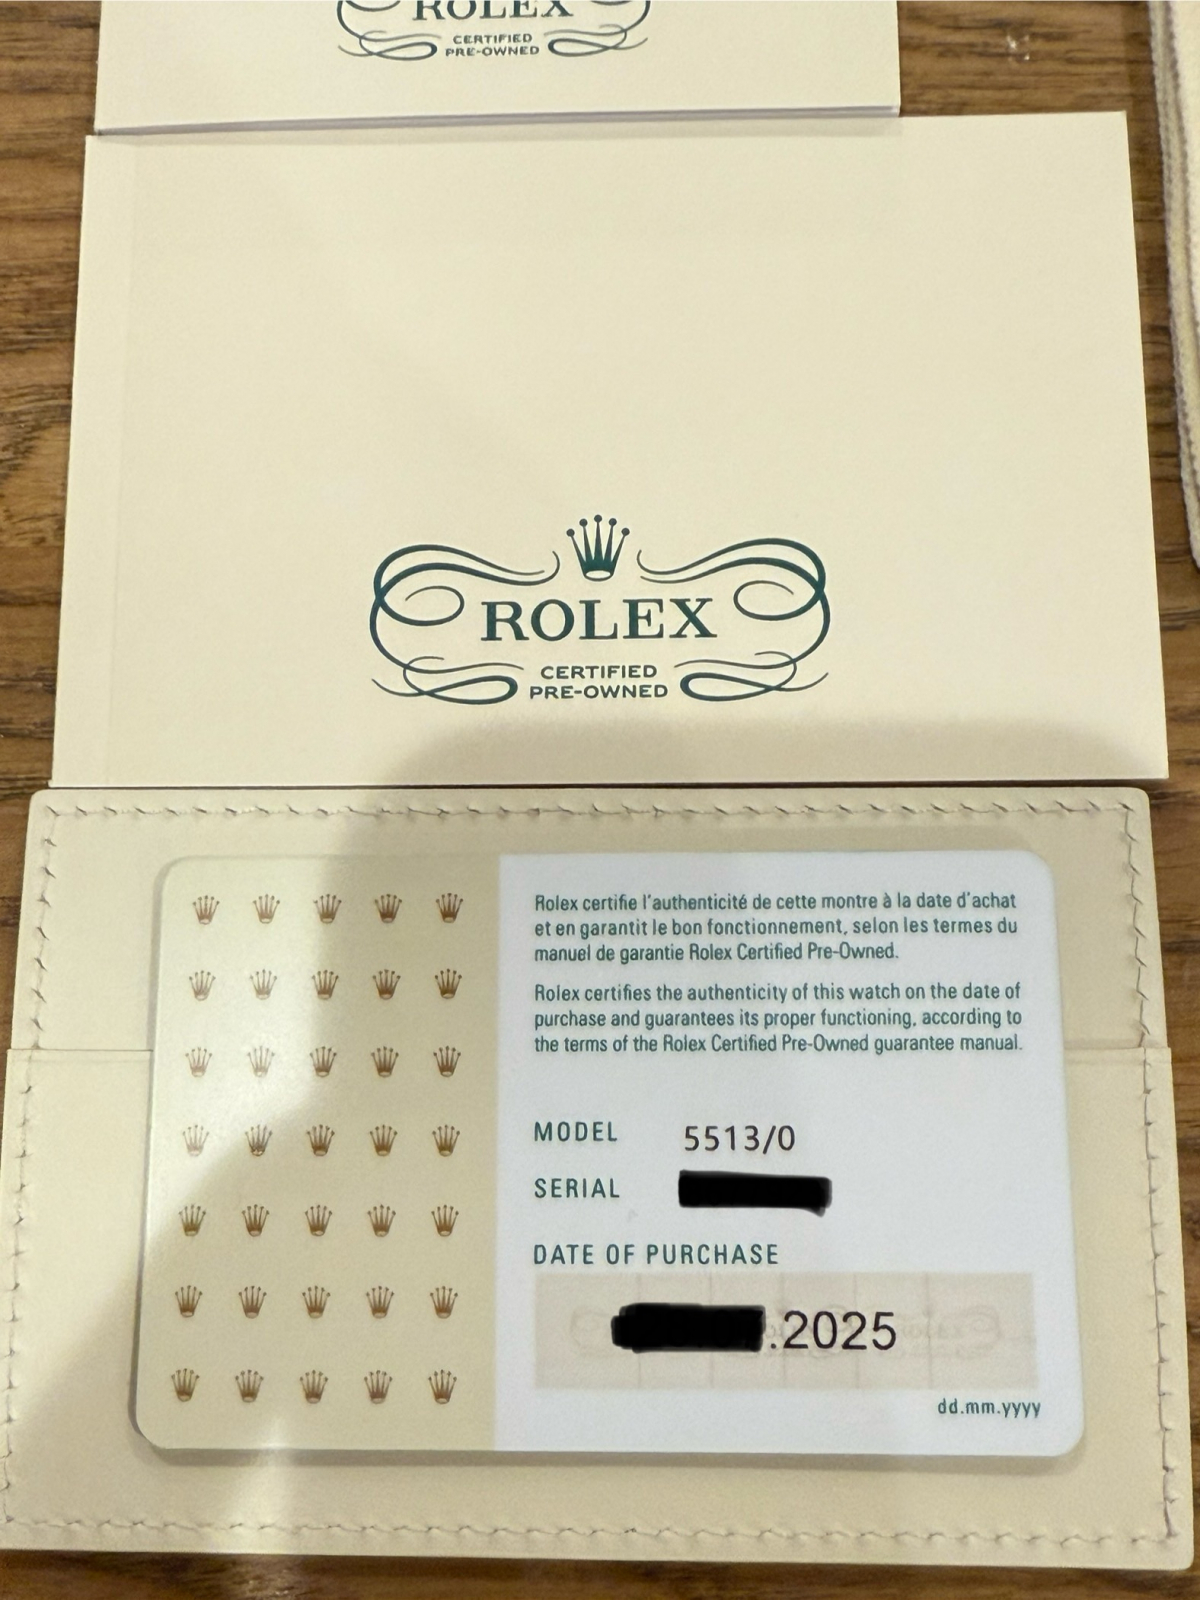 ROLEX
CERTIFIED
PRE-OWNED
ROLEX
CERTIFIED
PRE-OWNED
Rolex certifie l'authenticité de cette montre à la date d'achat
et en garantit le bon fonctionnement, selon les termes du
manuel de garantie Rolex Certified Pre-Owned.
Rolex certifies the authenticity of this watch on the date of
purchase and guarantees its proper functioning, according to
the terms of the Rolex Certified Pre-Owned guarantee manual.
MODEL 5513/0
SERIAL
DATE OF PURCHASE
.2025
dd.mm.yyyy